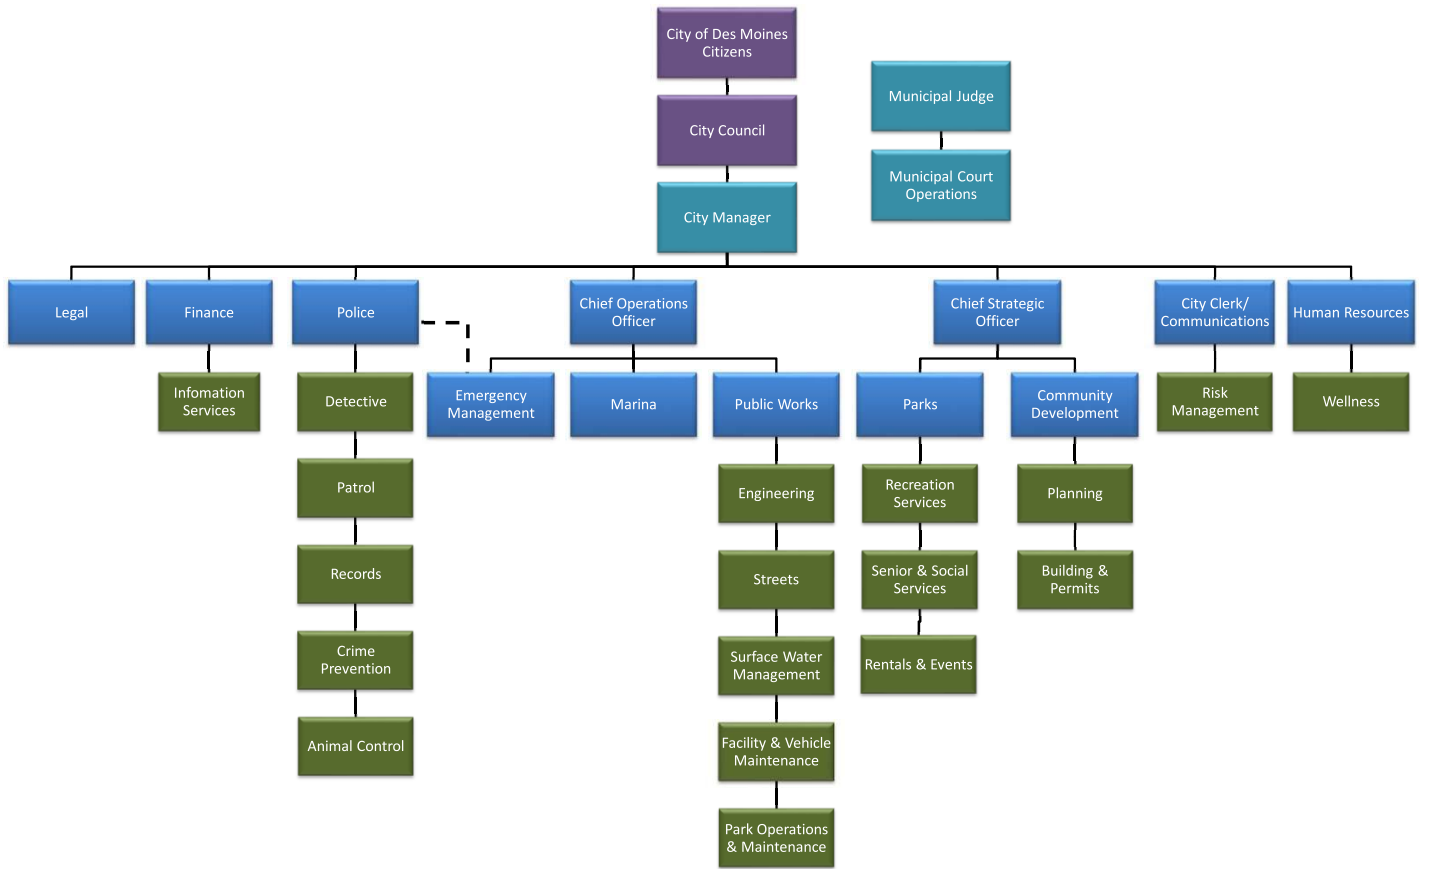 City of Des Moines
Citizens
City Council
City Manager
Municipal Judge
Municipal Court
Operations
Legal
Finance
Police
Chief Operations
Officer
Chief Strategic
Officer
City Clerk/
Communications
Human Resources
Infomation
Services
Detective
Emergency
Management
Marina
Public Works
Parks
Community
Development
Risk
Management
Wellness
Patrol
Engineering
Recreation
Services
Planning
Records
Streets
Senior & Social
Services
Building &
Permits
Crime
Prevention
Surface Water
Management
Rentals & Events
Animal Control
Facility & Vehicle
Maintenance
Park Operations
& Maintenance